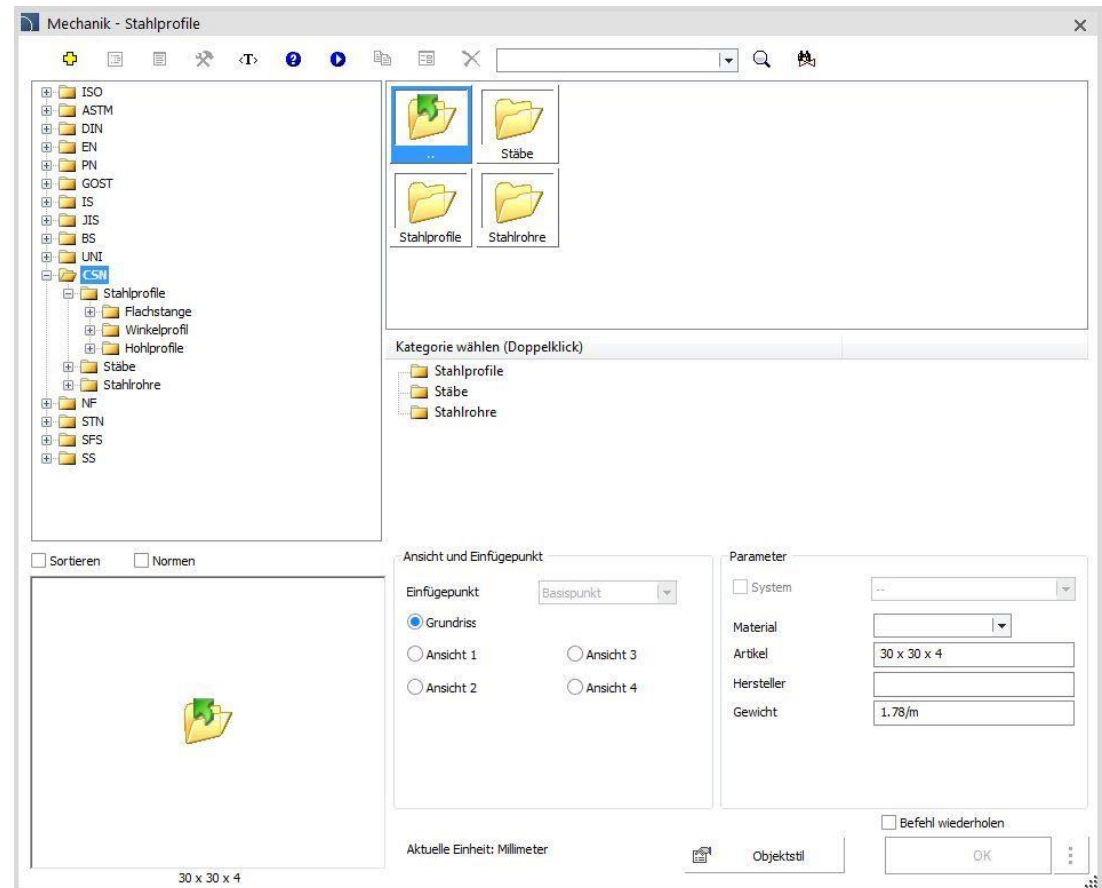 Mechanik - Stahlprofile
‹T›
ISO
ASTM
DIN
EN
PN
GOST
IS
JIS
BS
UNI
CSN
Stahlprofile
Flachstange
Winkelprofil
Hohlprofile
Stäbe
Stahlrohre
NF
STN
SFS
SS
..
Stäbe
Stahlprofile
Stahlrohre
Kategorie wählen (Doppelklick)
Stahlprofile
Stäbe
Stahlrohre
Sortieren
Normen
30 x 30 x 4
Ansicht und Einfügepunkt
Einfügepunkt
Basispunkt
Grundriss
Ansicht 1
Ansicht 3
Ansicht 2
Ansicht 4
Parameter
System
--
Material
Artikel
30 x 30 x 4
Hersteller
Gewicht
1.78/m
Befehl wiederholen
Aktuelle Einheit: Millimeter
Objektstil
OK